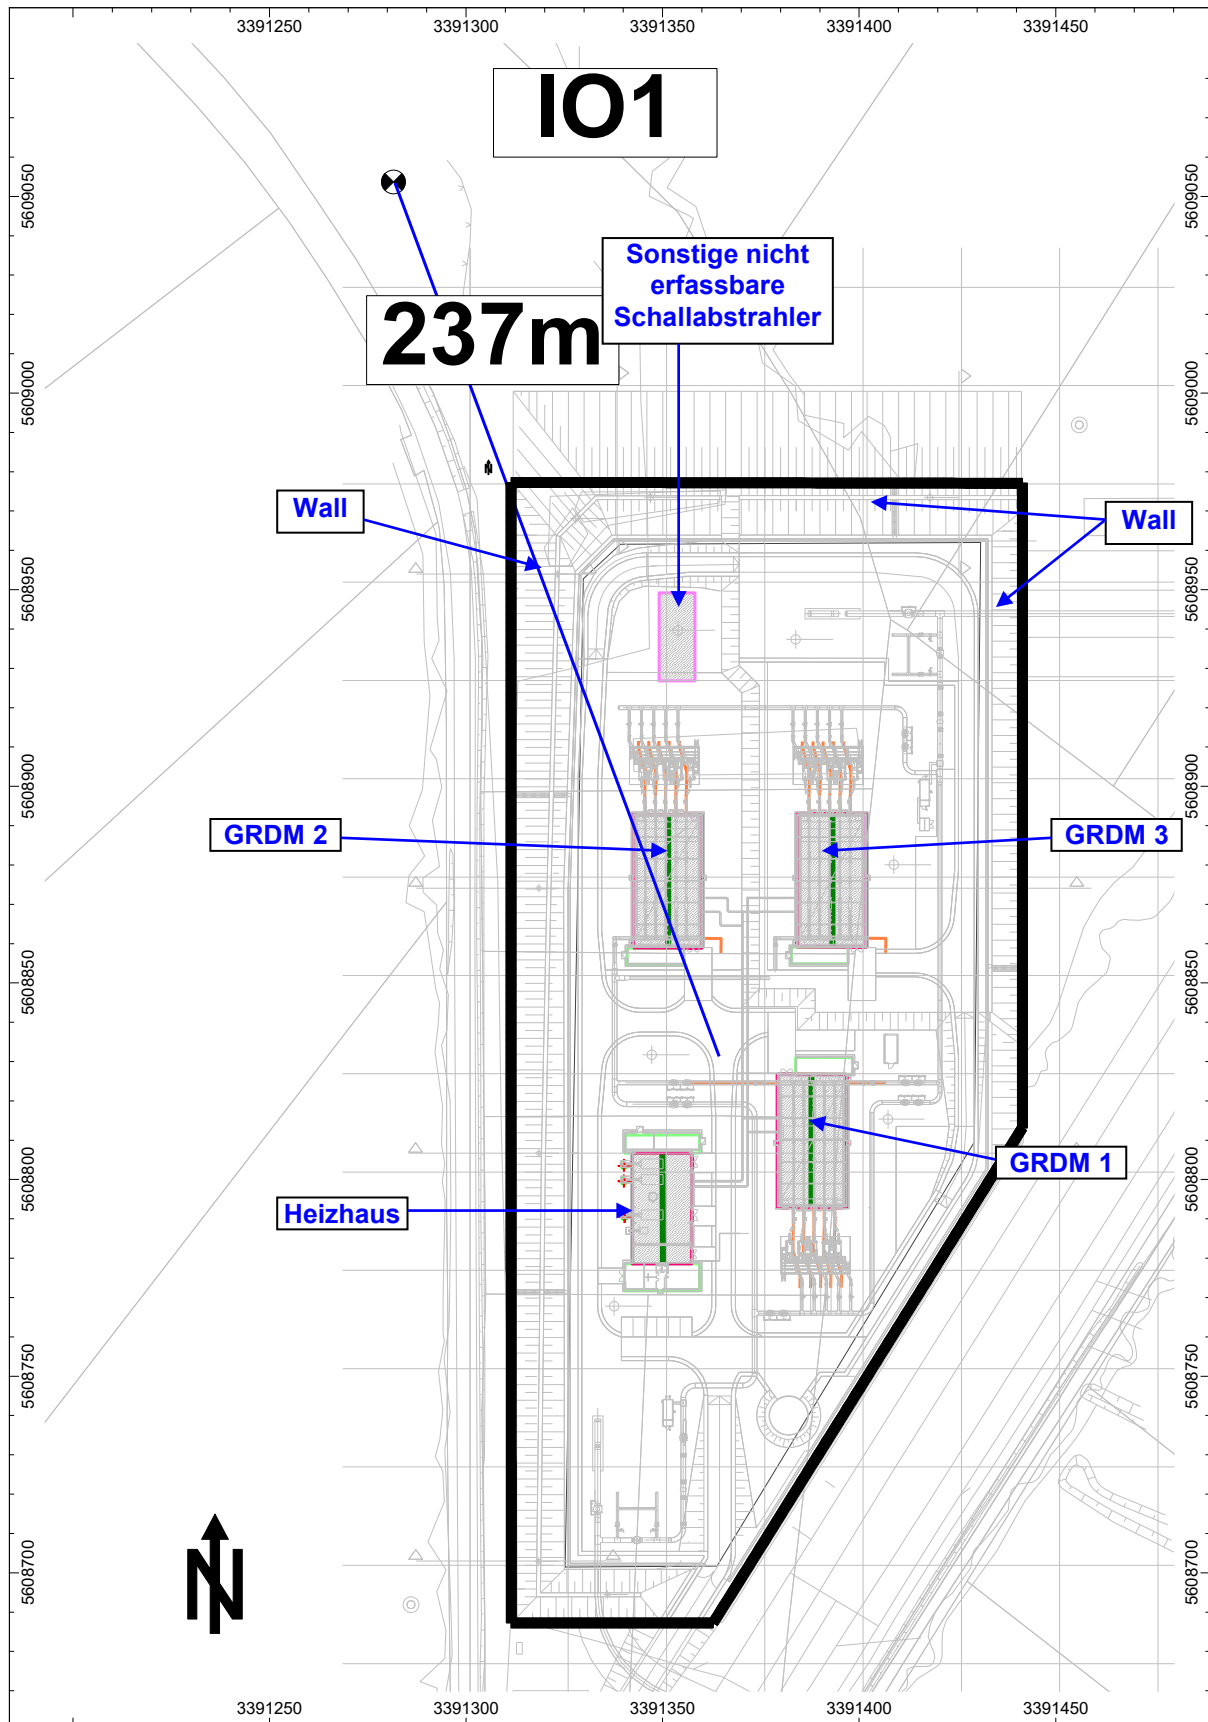 3391250 3391300 3391350 3391400 3391450
IO1
5609050 5609050
Sonstige nicht
erfassbare
Schallabstrahler
237m
5609000 5609000
Wall
Wall
5608950 5608950
5608900 5608900
GRDM 2
GRDM 3
5608850 5608850
5608800 5608800
GRDM 1
Heizhaus
5608750 5608750
5608700 5608700
N
3391250 3391300 3391350 3391400 3391450